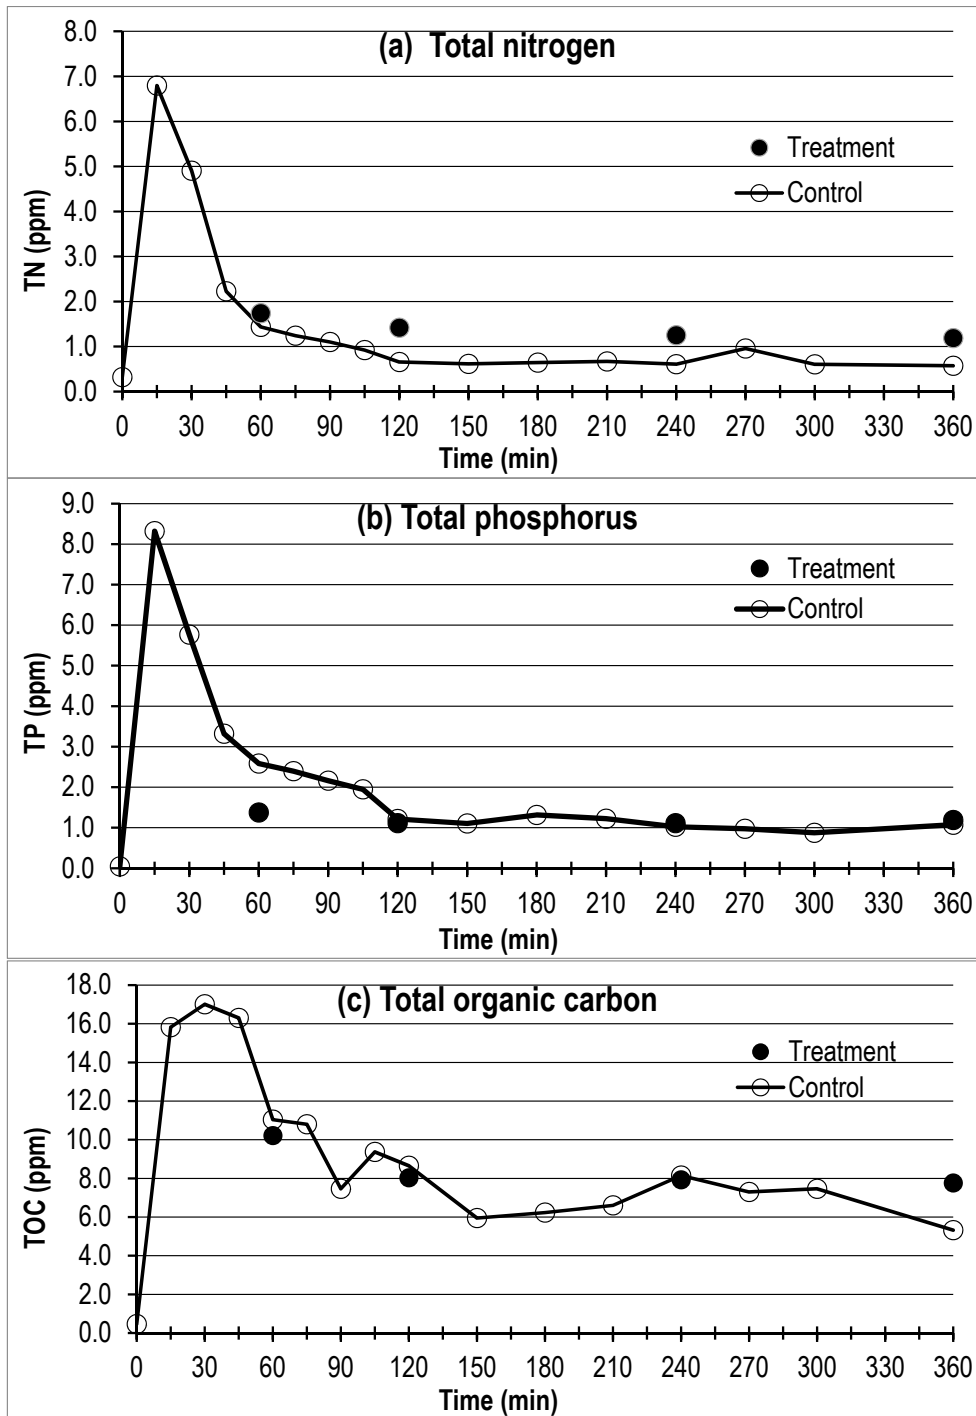 (a)  Total nitrogen
8.0
7.0
6.0
5.0
4.0
3.0
2.0
1.0
0.0
TN (ppm)
Treatment
Control
0 30 60 90 120 150 180 210 240 270 300 330 360
Time (min)
(b) Total phosphorus
9.0
8.0
7.0
6.0
5.0
4.0
3.0
2.0
1.0
0.0
TP (ppm)
Treatment
Control
0 30 60 90 120 150 180 210 240 270 300 330 360
Time (min)
(c) Total organic carbon
18.0
16.0
14.0
12.0
10.0
8.0
6.0
4.0
2.0
0.0
TOC (ppm)
Treatment
Control
0 30 60 90 120 150 180 210 240 270 300 330 360
Time (min)